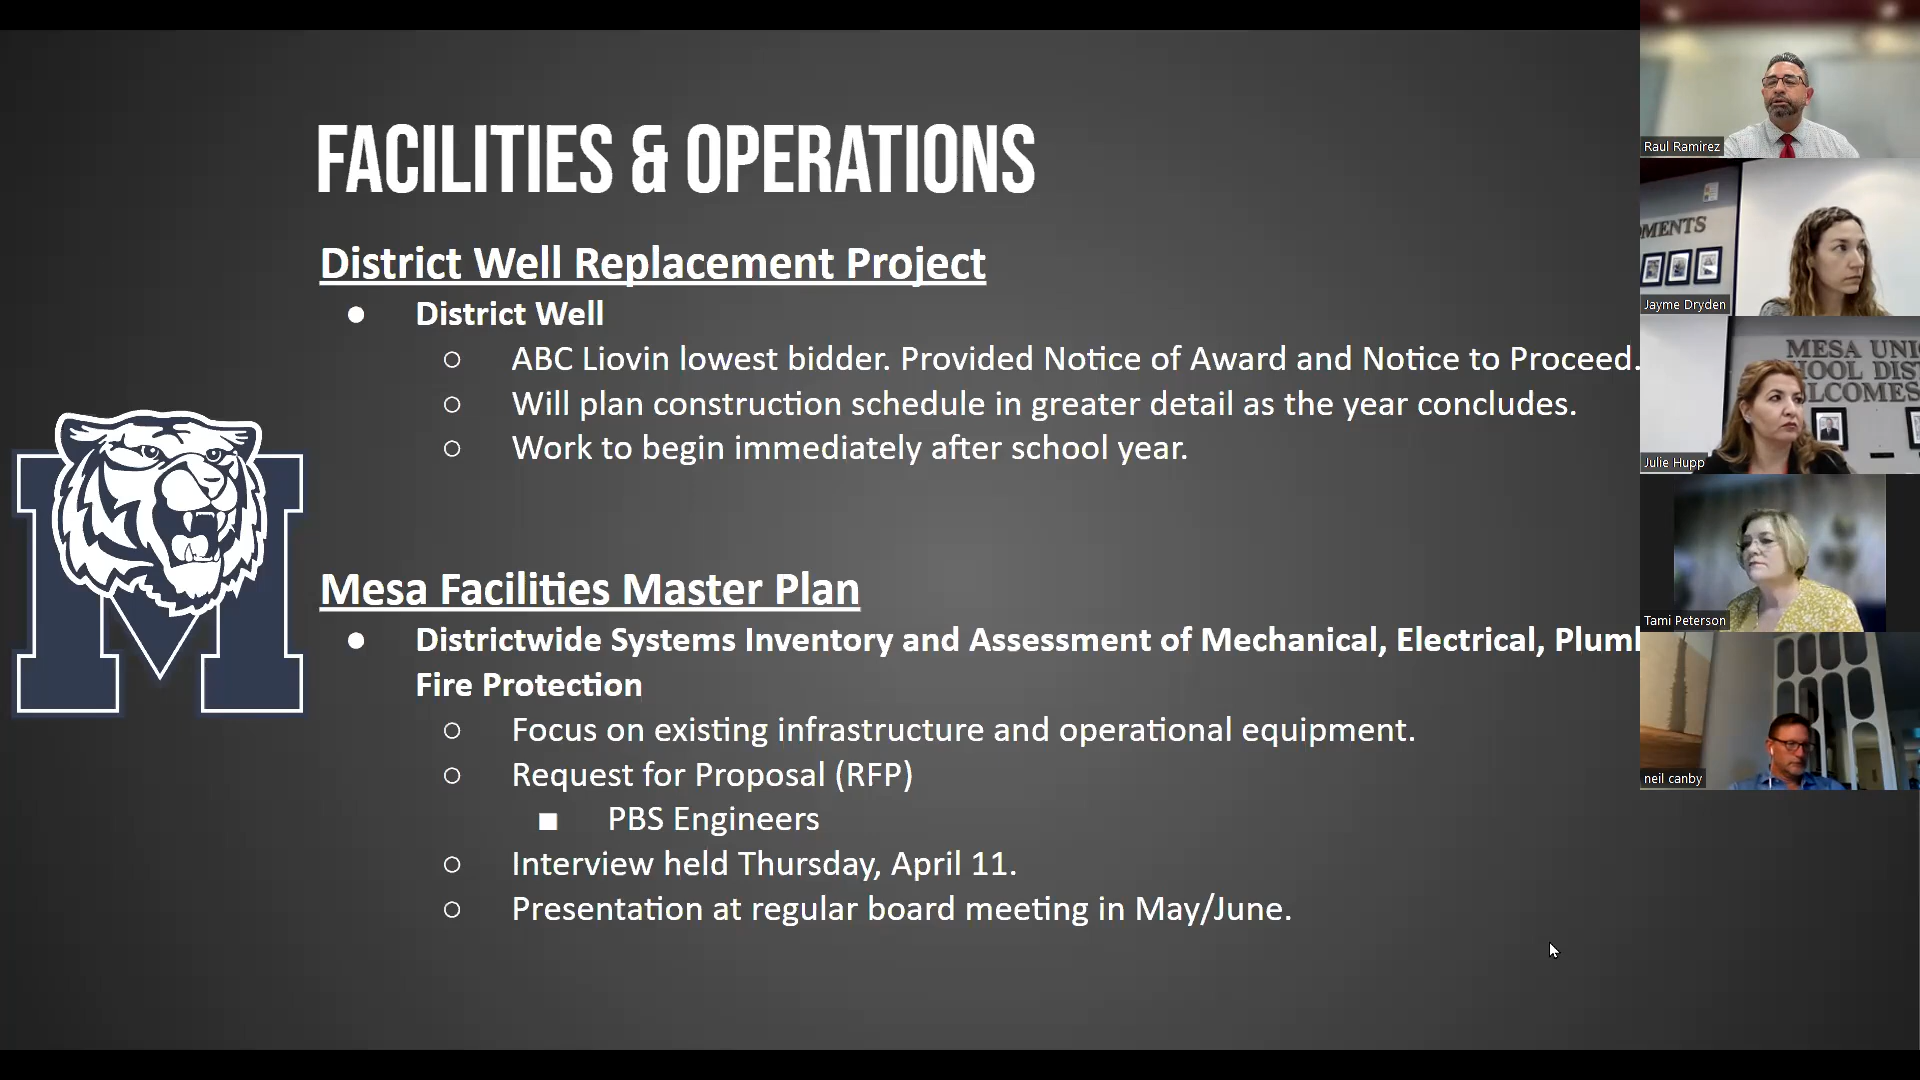 FACILITIES & OPERATIONS
District Well Replacement Project
● District Well
○ ABC Liovin lowest bidder. Provided Notice of Award and Notice to Proceed.
○ Will plan construction schedule in greater detail as the year concludes.
○ Work to begin immediately after school year.
M
Mesa Facilities Master Plan
● Districtwide Systems Inventory and Assessment of Mechanical, Electrical,
Fire Protection
○ Focus on existing infrastructure and operational equipment.
○ Request for Proposal (RFP)
■ PBS Engineers
○ Interview held Thursday, April 11.
○ Presentation at regular board meeting in May/June.
Raul Ramirez
Jayme Dryden
MESA
Julie Hupp
Tami Peterson
neil canby